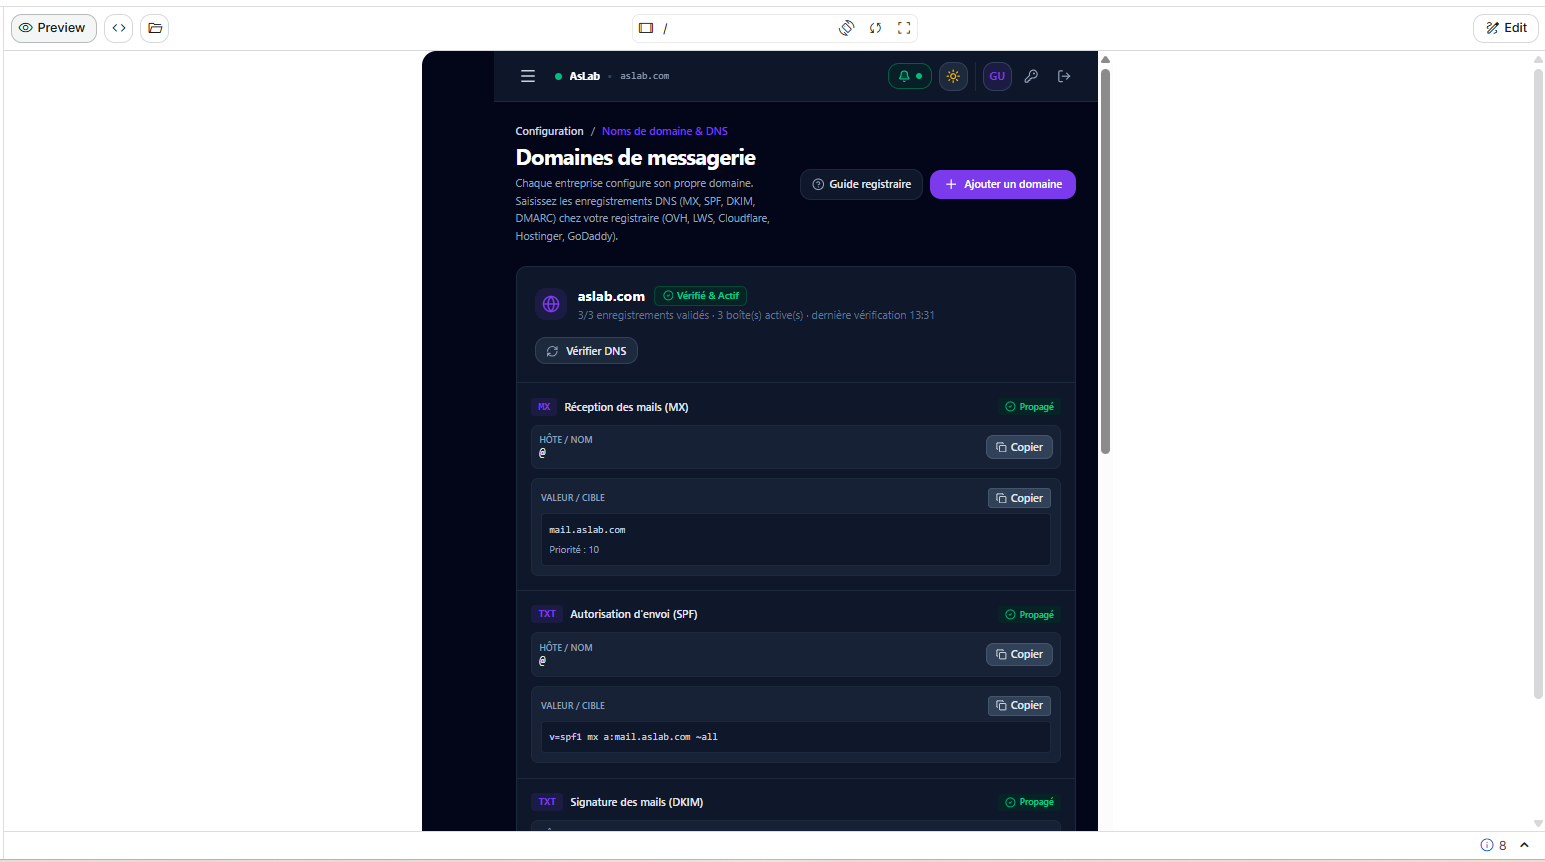 Preview
/
Edit
AsLab
aslab.com
GU
Configuration / Noms de domaine & DNS
Domaines de messagerie
Chaque entreprise configure son propre domaine.
Saisissez les enregistrements DNS (MX, SPF, DKIM,
DMARC) chez votre registraire (OVH, LWS, Cloudflare,
Hostinger, GoDaddy).
Guide registraire
Ajouter un domaine
aslab.com
Vérifié & Actif
3/3 enregistrements validés · 3 boîte(s) active(s) · dernière vérification 13:31
Vérifier DNS
MX Réception des mails (MX)
Propagé
HÔTE / NOM
@
Copier
VALEUR / CIBLE
Copier
mail.aslab.com
Priorité : 10
TXT Autorisation d'envoi (SPF)
Propagé
HÔTE / NOM
@
Copier
VALEUR / CIBLE
Copier
v=spf1 mx a:mail.aslab.com ~all
TXT Signature des mails (DKIM)
Propagé
8